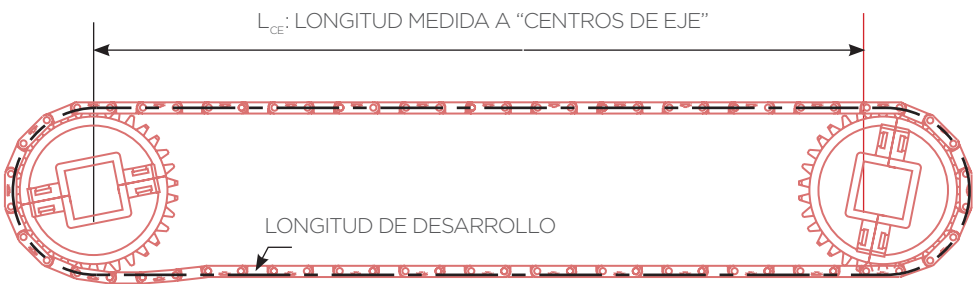 L_CE: LONGITUD MEDIDA A “CENTROS DE EJE”
LONGITUD DE DESARROLLO